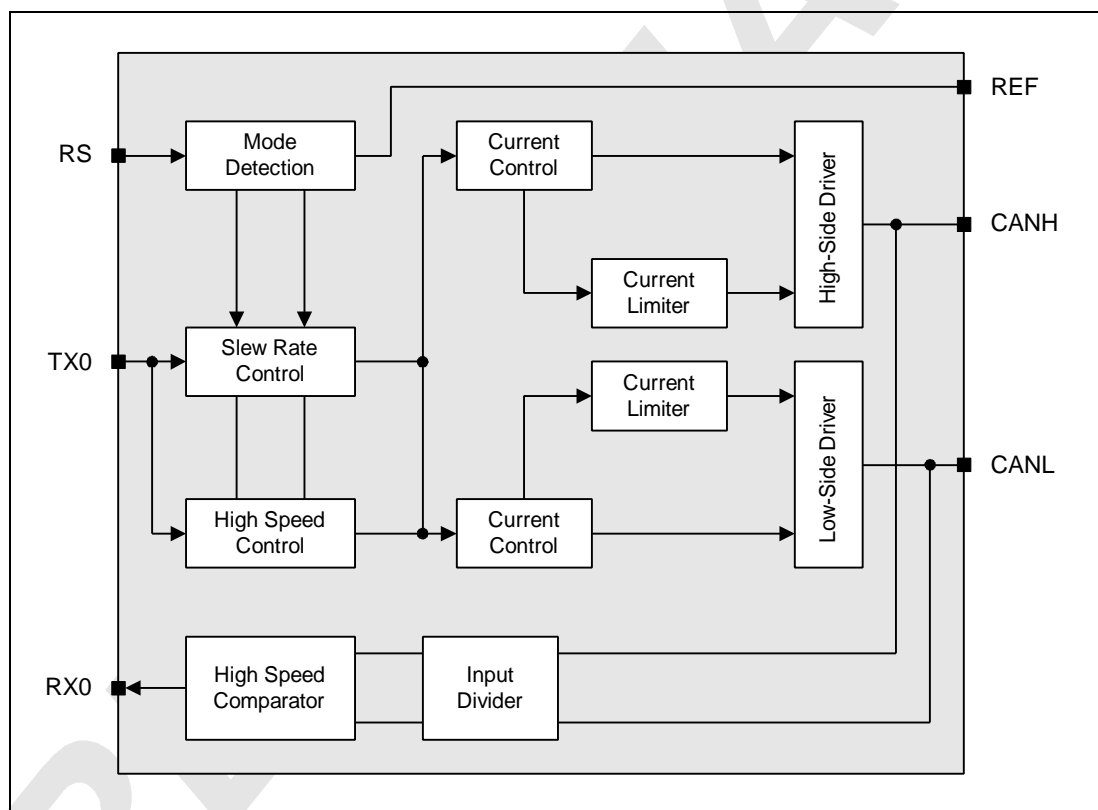 REF
RS
Mode
Detection
Current
Control
High-Side Driver
CANH
Current
Limiter
TX0
Slew Rate
Control
Current
Limiter
Low-Side Driver
CANL
High Speed
Control
Current
Control
RX0
High Speed
Comparator
Input
Divider